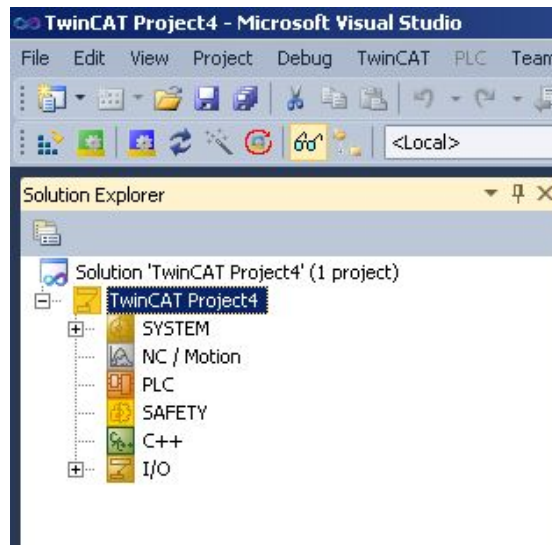 TwinCAT Project4 - Microsoft Visual Studio
File Edit View Project Debug TwinCAT PLC Team
<Local>
Solution Explorer
Solution 'TwinCAT Project4' (1 project)
TwinCAT Project4
SYSTEM
NC / Motion
PLC
SAFETY
C++
I/O